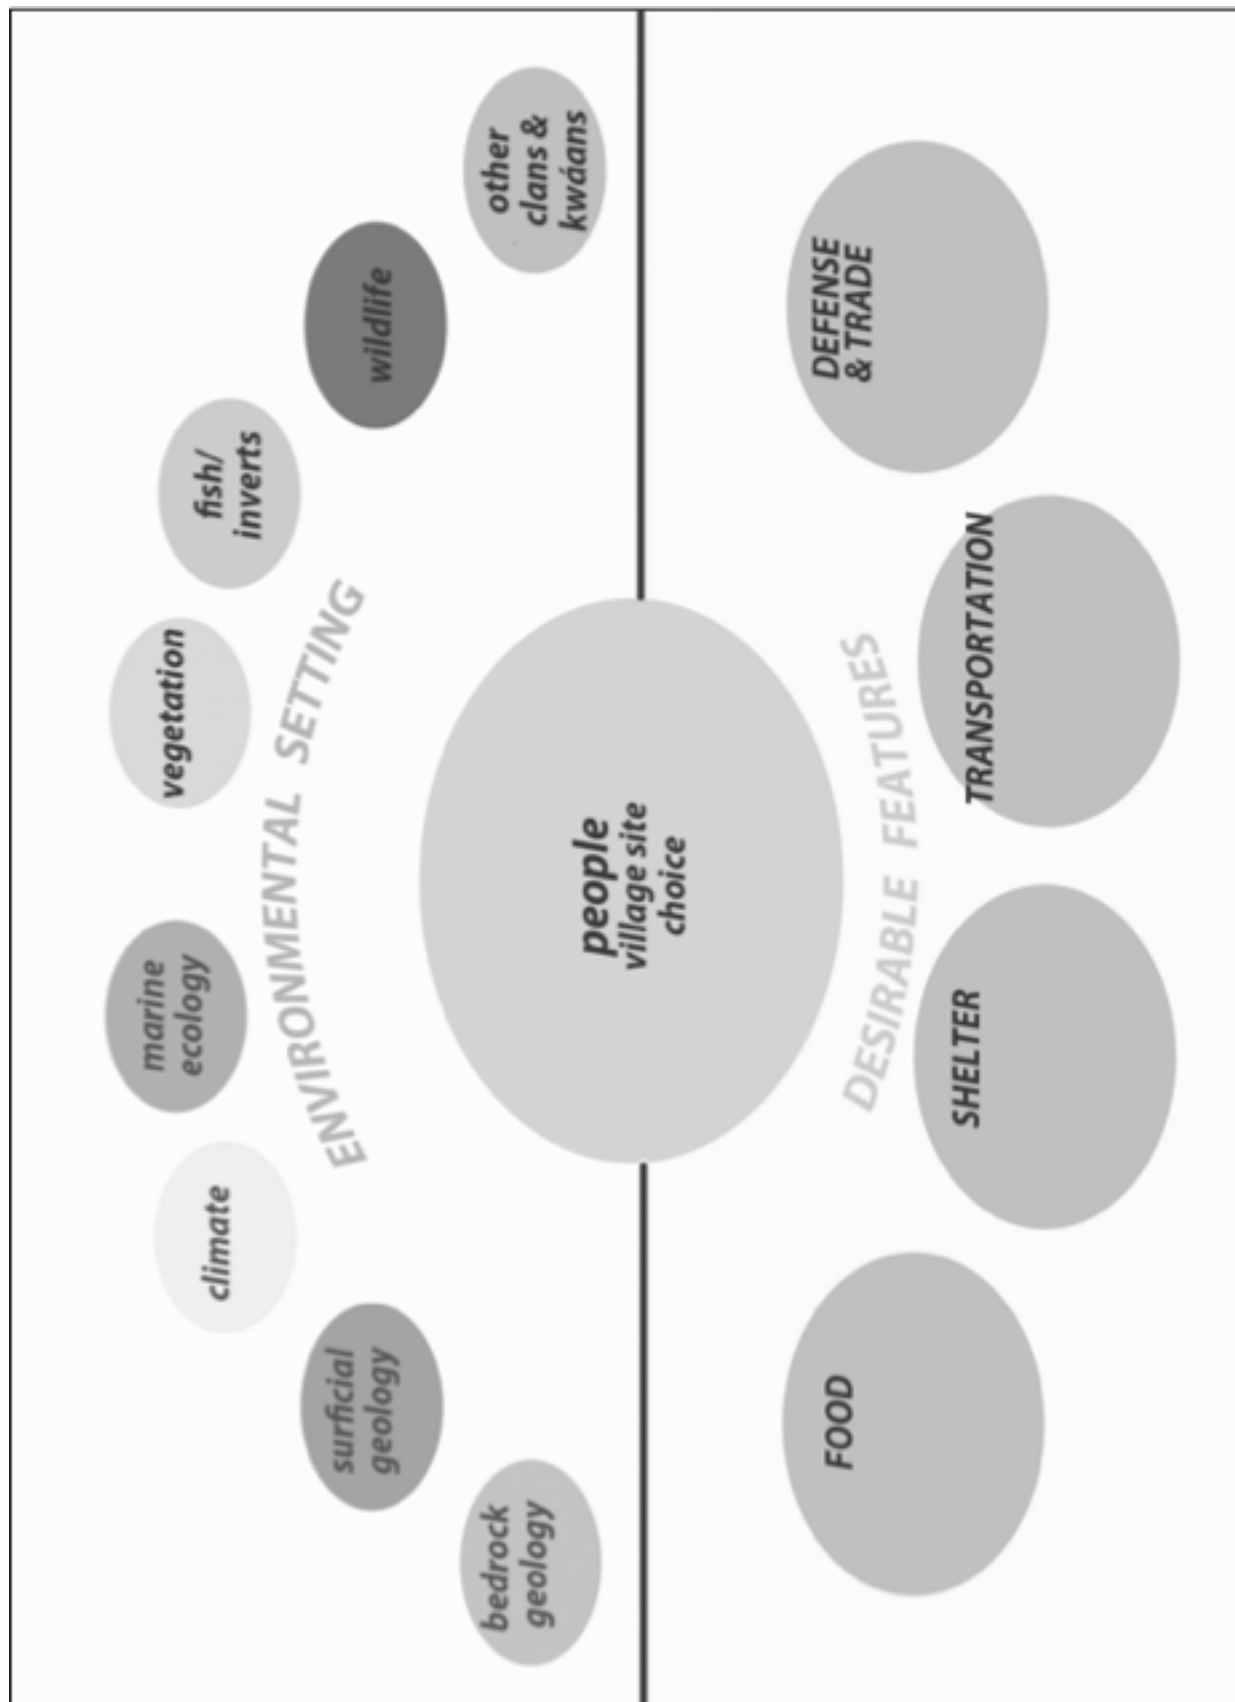 bedrock
geology
surficial
geology
climate
marine
ecology
vegetation
fish/
inverts
wildlife
other
clans &
kwáans
ENVIRONMENTAL SETTING
people
village site
choice
DESIRABLE FEATURES
FOOD
SHELTER
TRANSPORTATION
DEFENSE
& TRADE